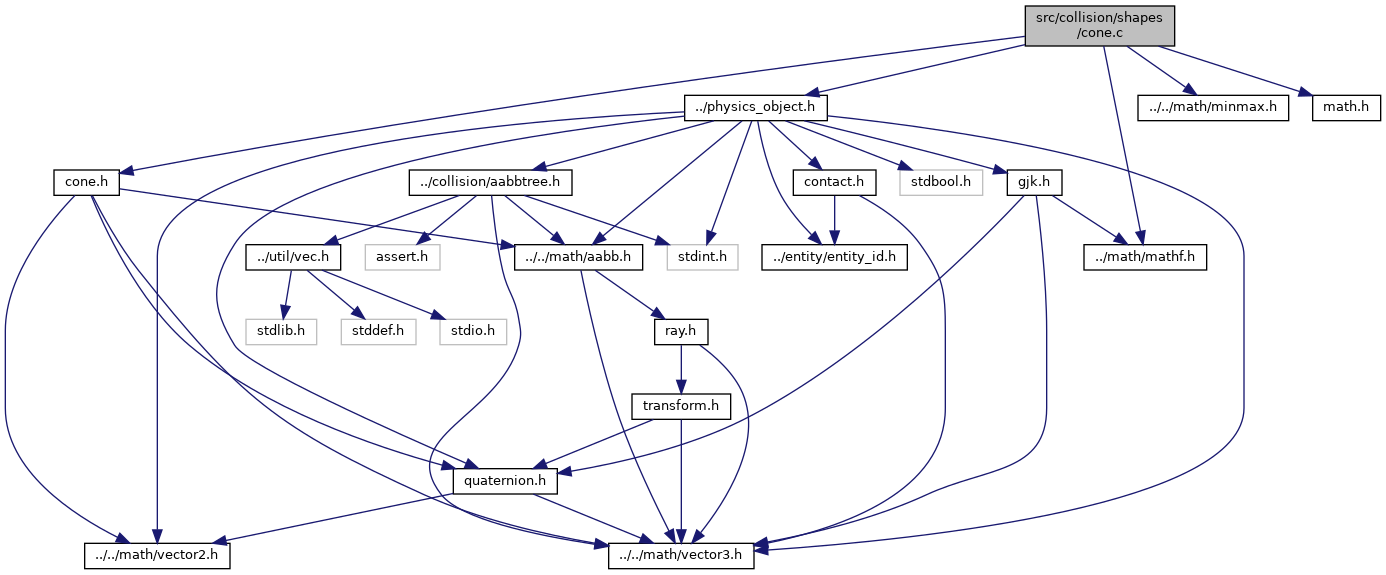 src/collision/shapes
/cone.c
../physics_object.h
../../math/minmax.h
math.h
cone.h
../collision/aabbtree.h
contact.h
stdbool.h
gjk.h
../util/vec.h
assert.h
../../math/aabb.h
stdint.h
../entity/entity_id.h
../math/mathf.h
stdlib.h
stddef.h
stdio.h
ray.h
transform.h
quaternion.h
../../math/vector2.h
../../math/vector3.h